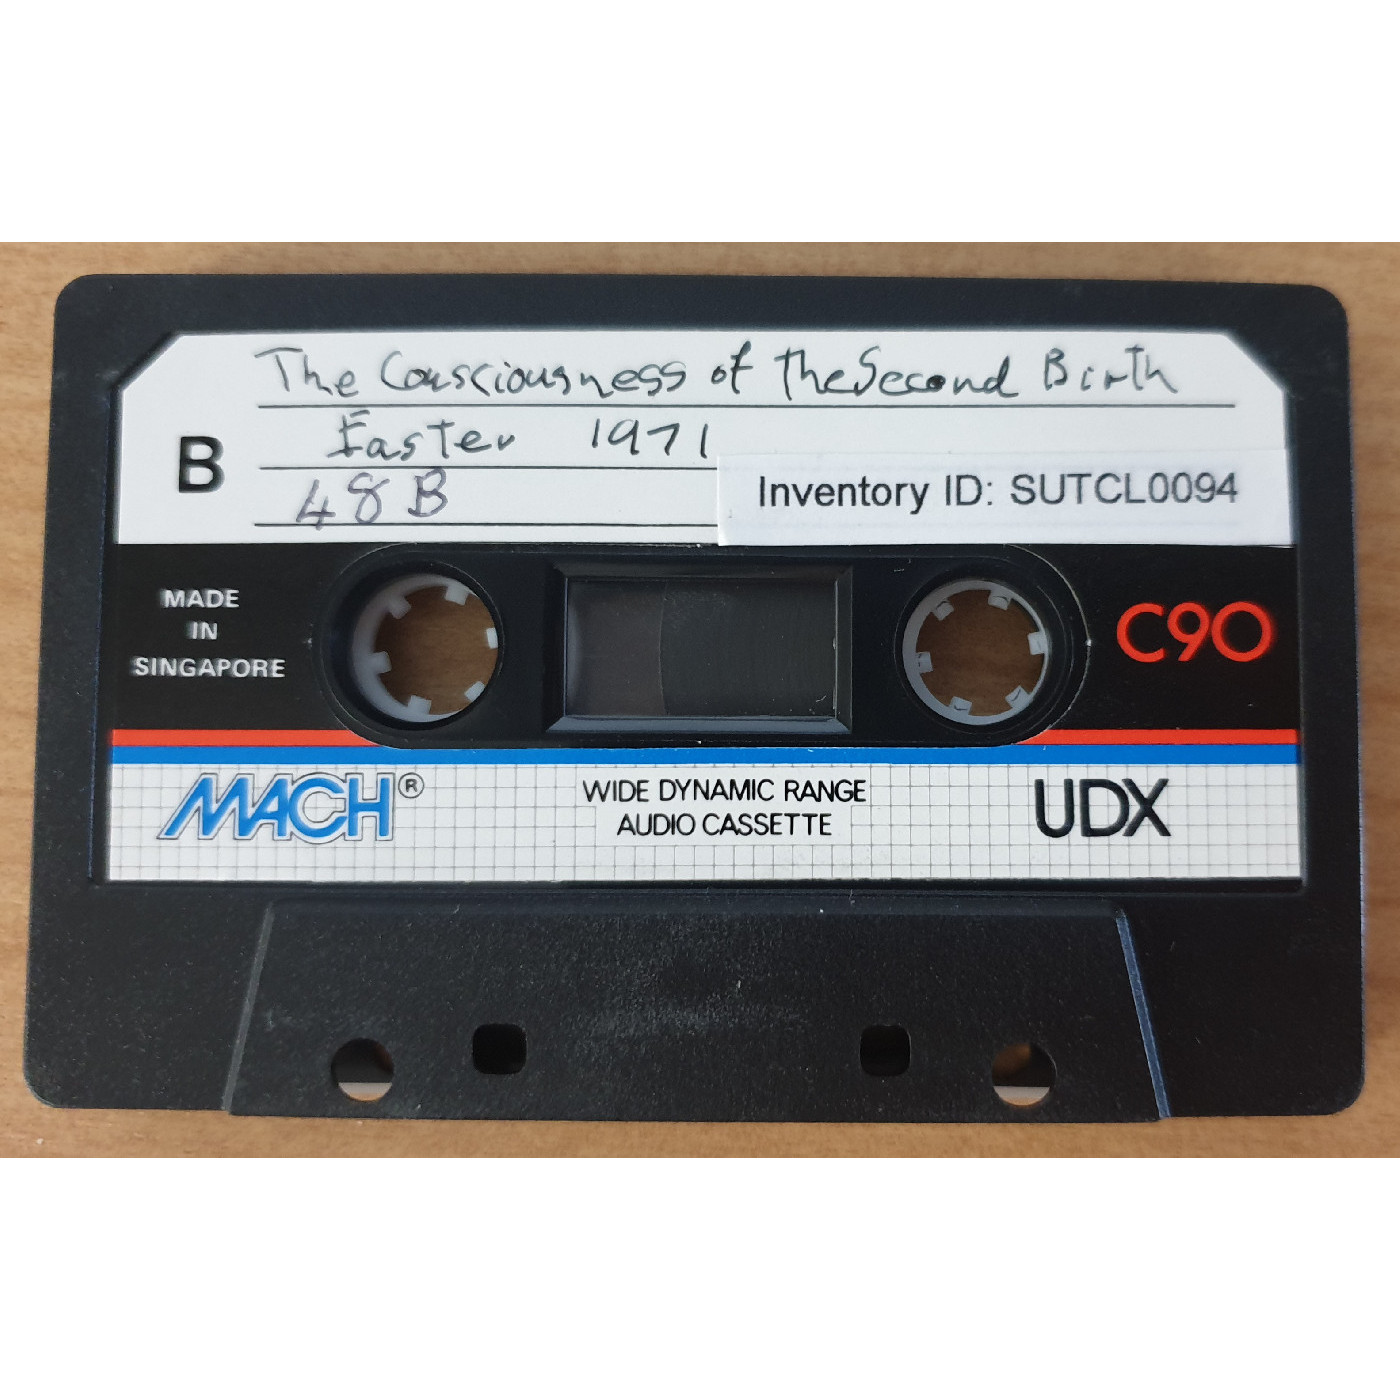 The Consciousness of the Second Birth
Easter 1971
B
48B
Inventory ID: SUTCL0094
MADE
IN
SINGAPORE
C90
MACH®
WIDE DYNAMIC RANGE
AUDIO CASSETTE
UDX